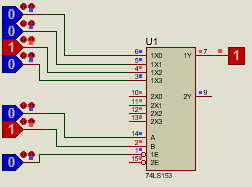 0
0
1
0
0
1
0
U1
6 1X0 1Y 7 1
5 1X1
4 1X2
3 1X3
10 2X0 2Y 9
11 2X1
12 2X2
13 2X3
14 A
2 B
1 1E
15 2E
74LS153